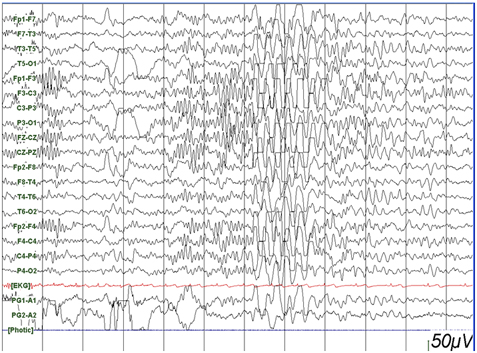 Fp1-F7
F7-T3
T3-T5
T5-O1
Fp1-F3
F3-C3
C3-P3
P3-O1
FZ-CZ
CZ-PZ
Fp2-F8
F8-T4
T4-T6
T6-O2
Fp2-F4
F4-C4
C4-P4
P4-O2
[EKG]
PG1-A1
PG2-A2
[Photic]
50µV